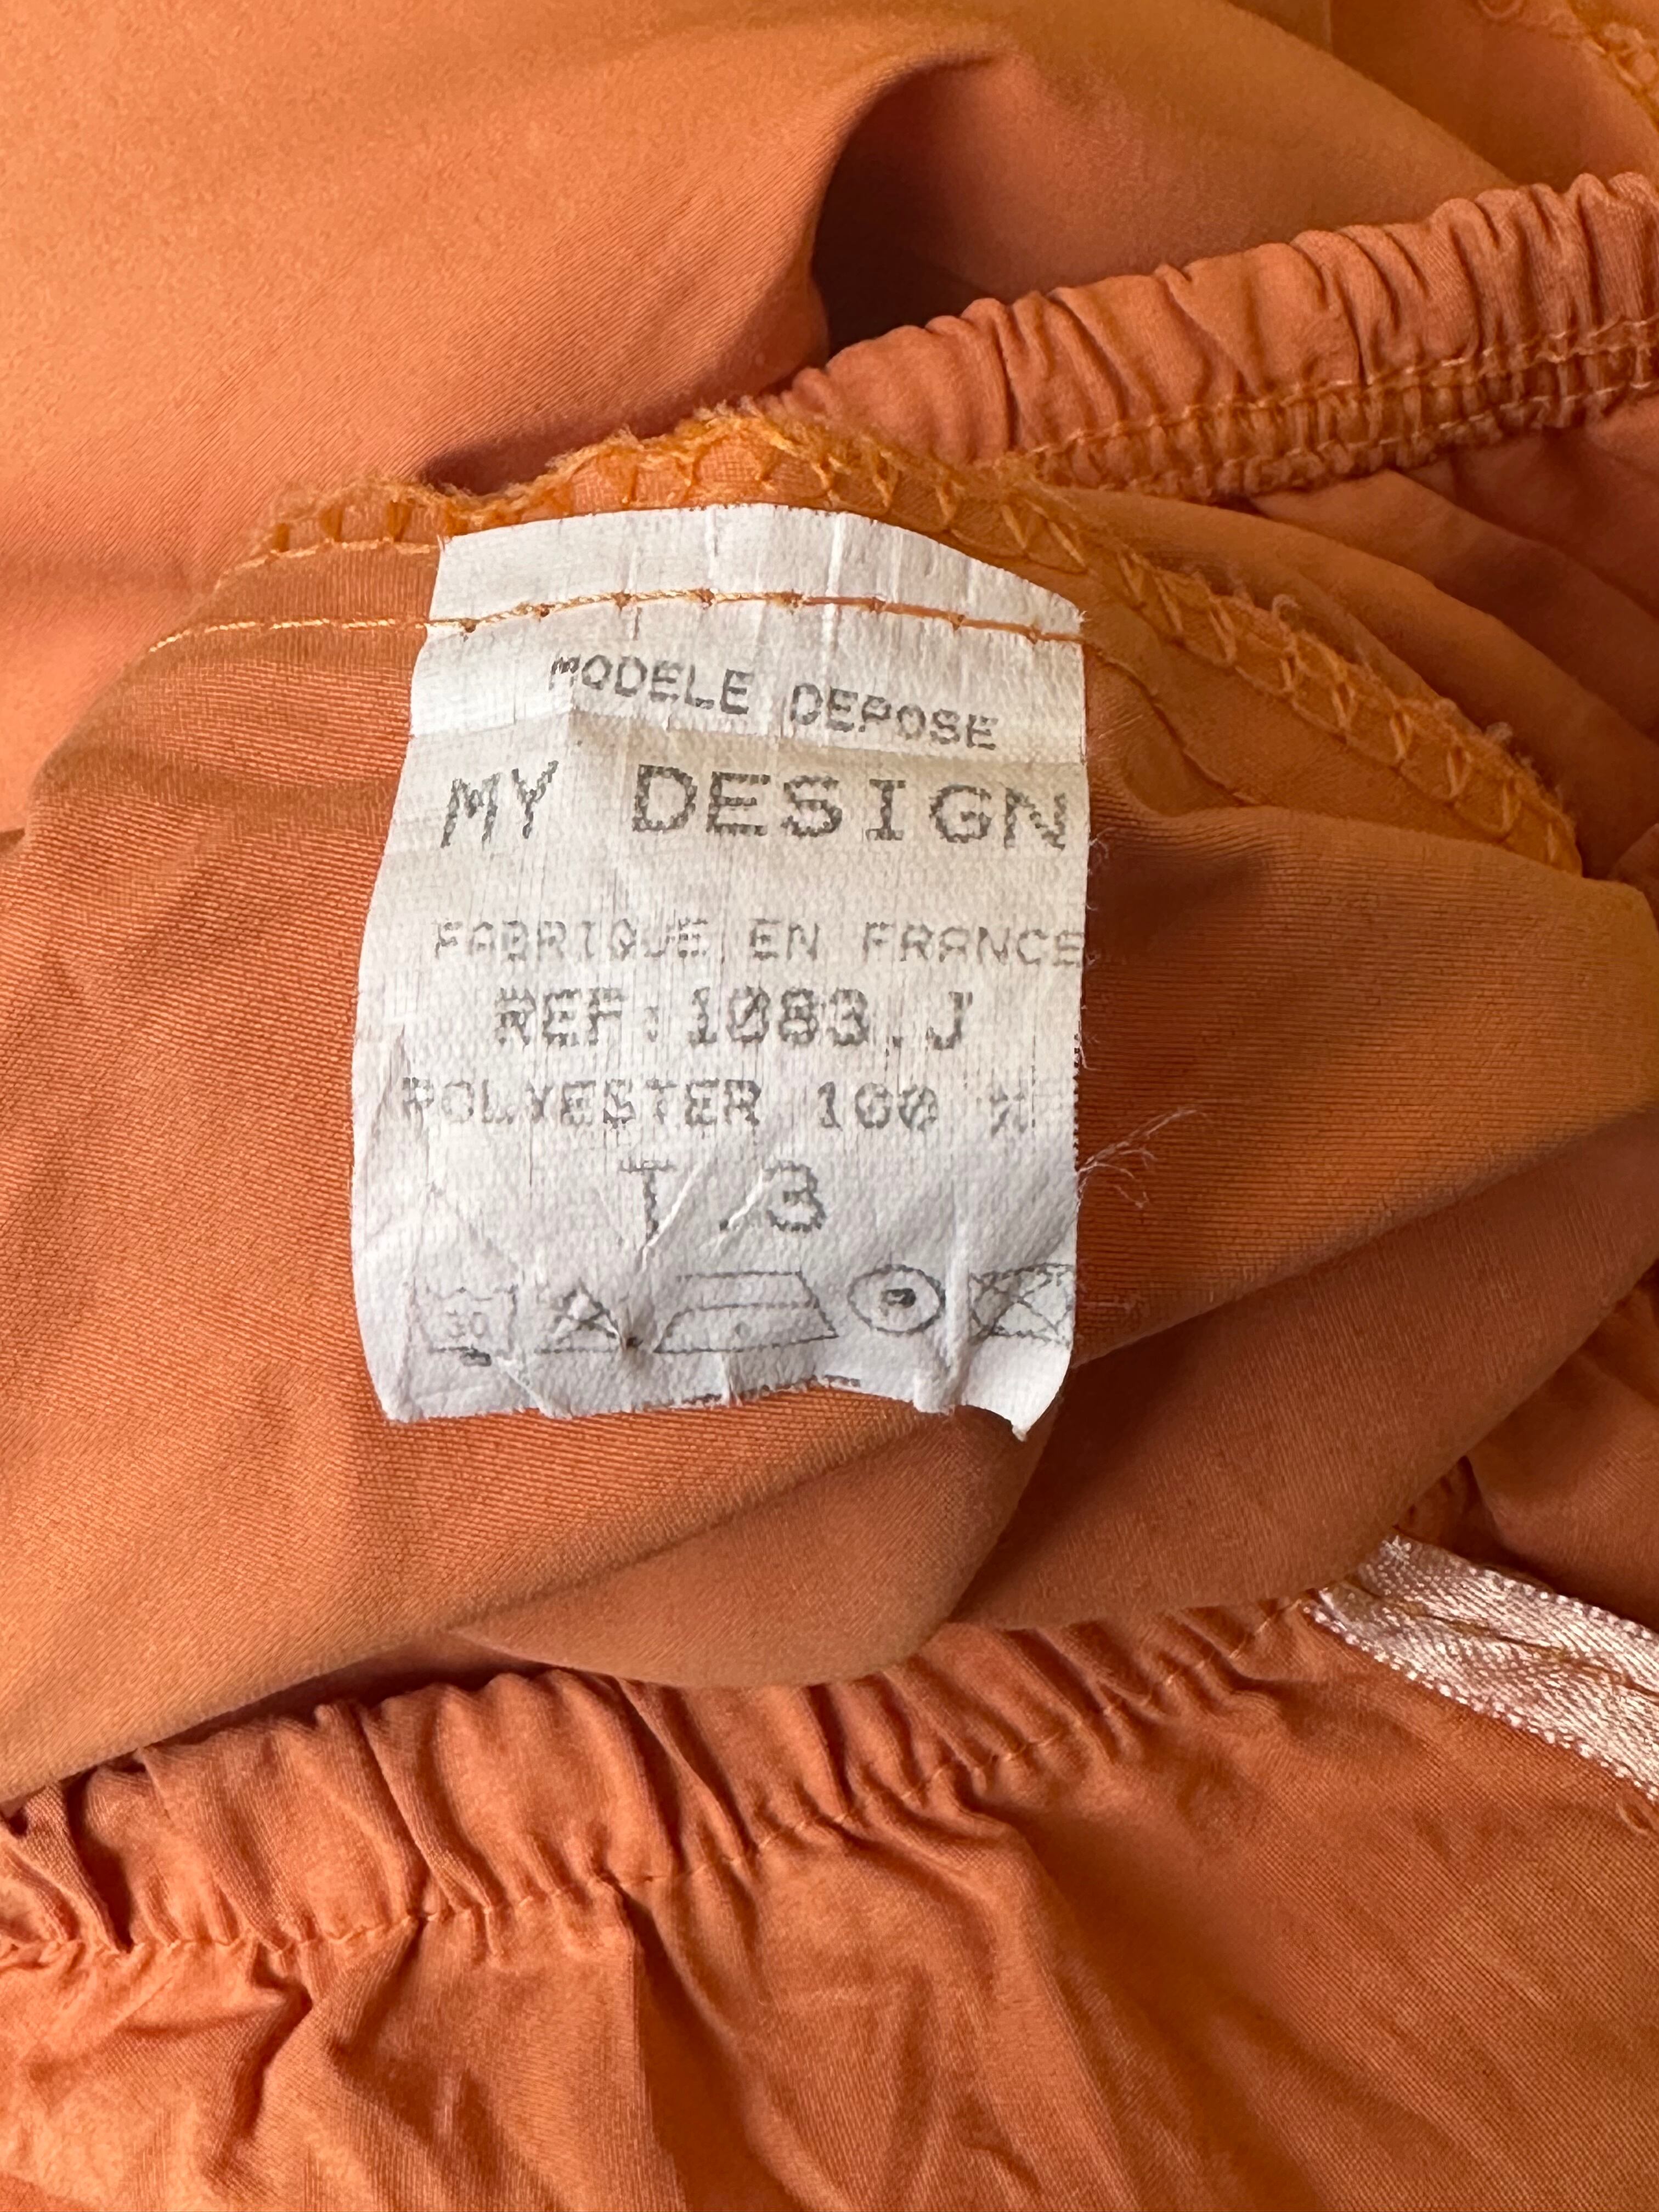 MODELE DEPOSE
MY DESIGN
FABRIQUE EN FRANCE
REF:1083.J
POLYESTER 100 %
T.3
30 P